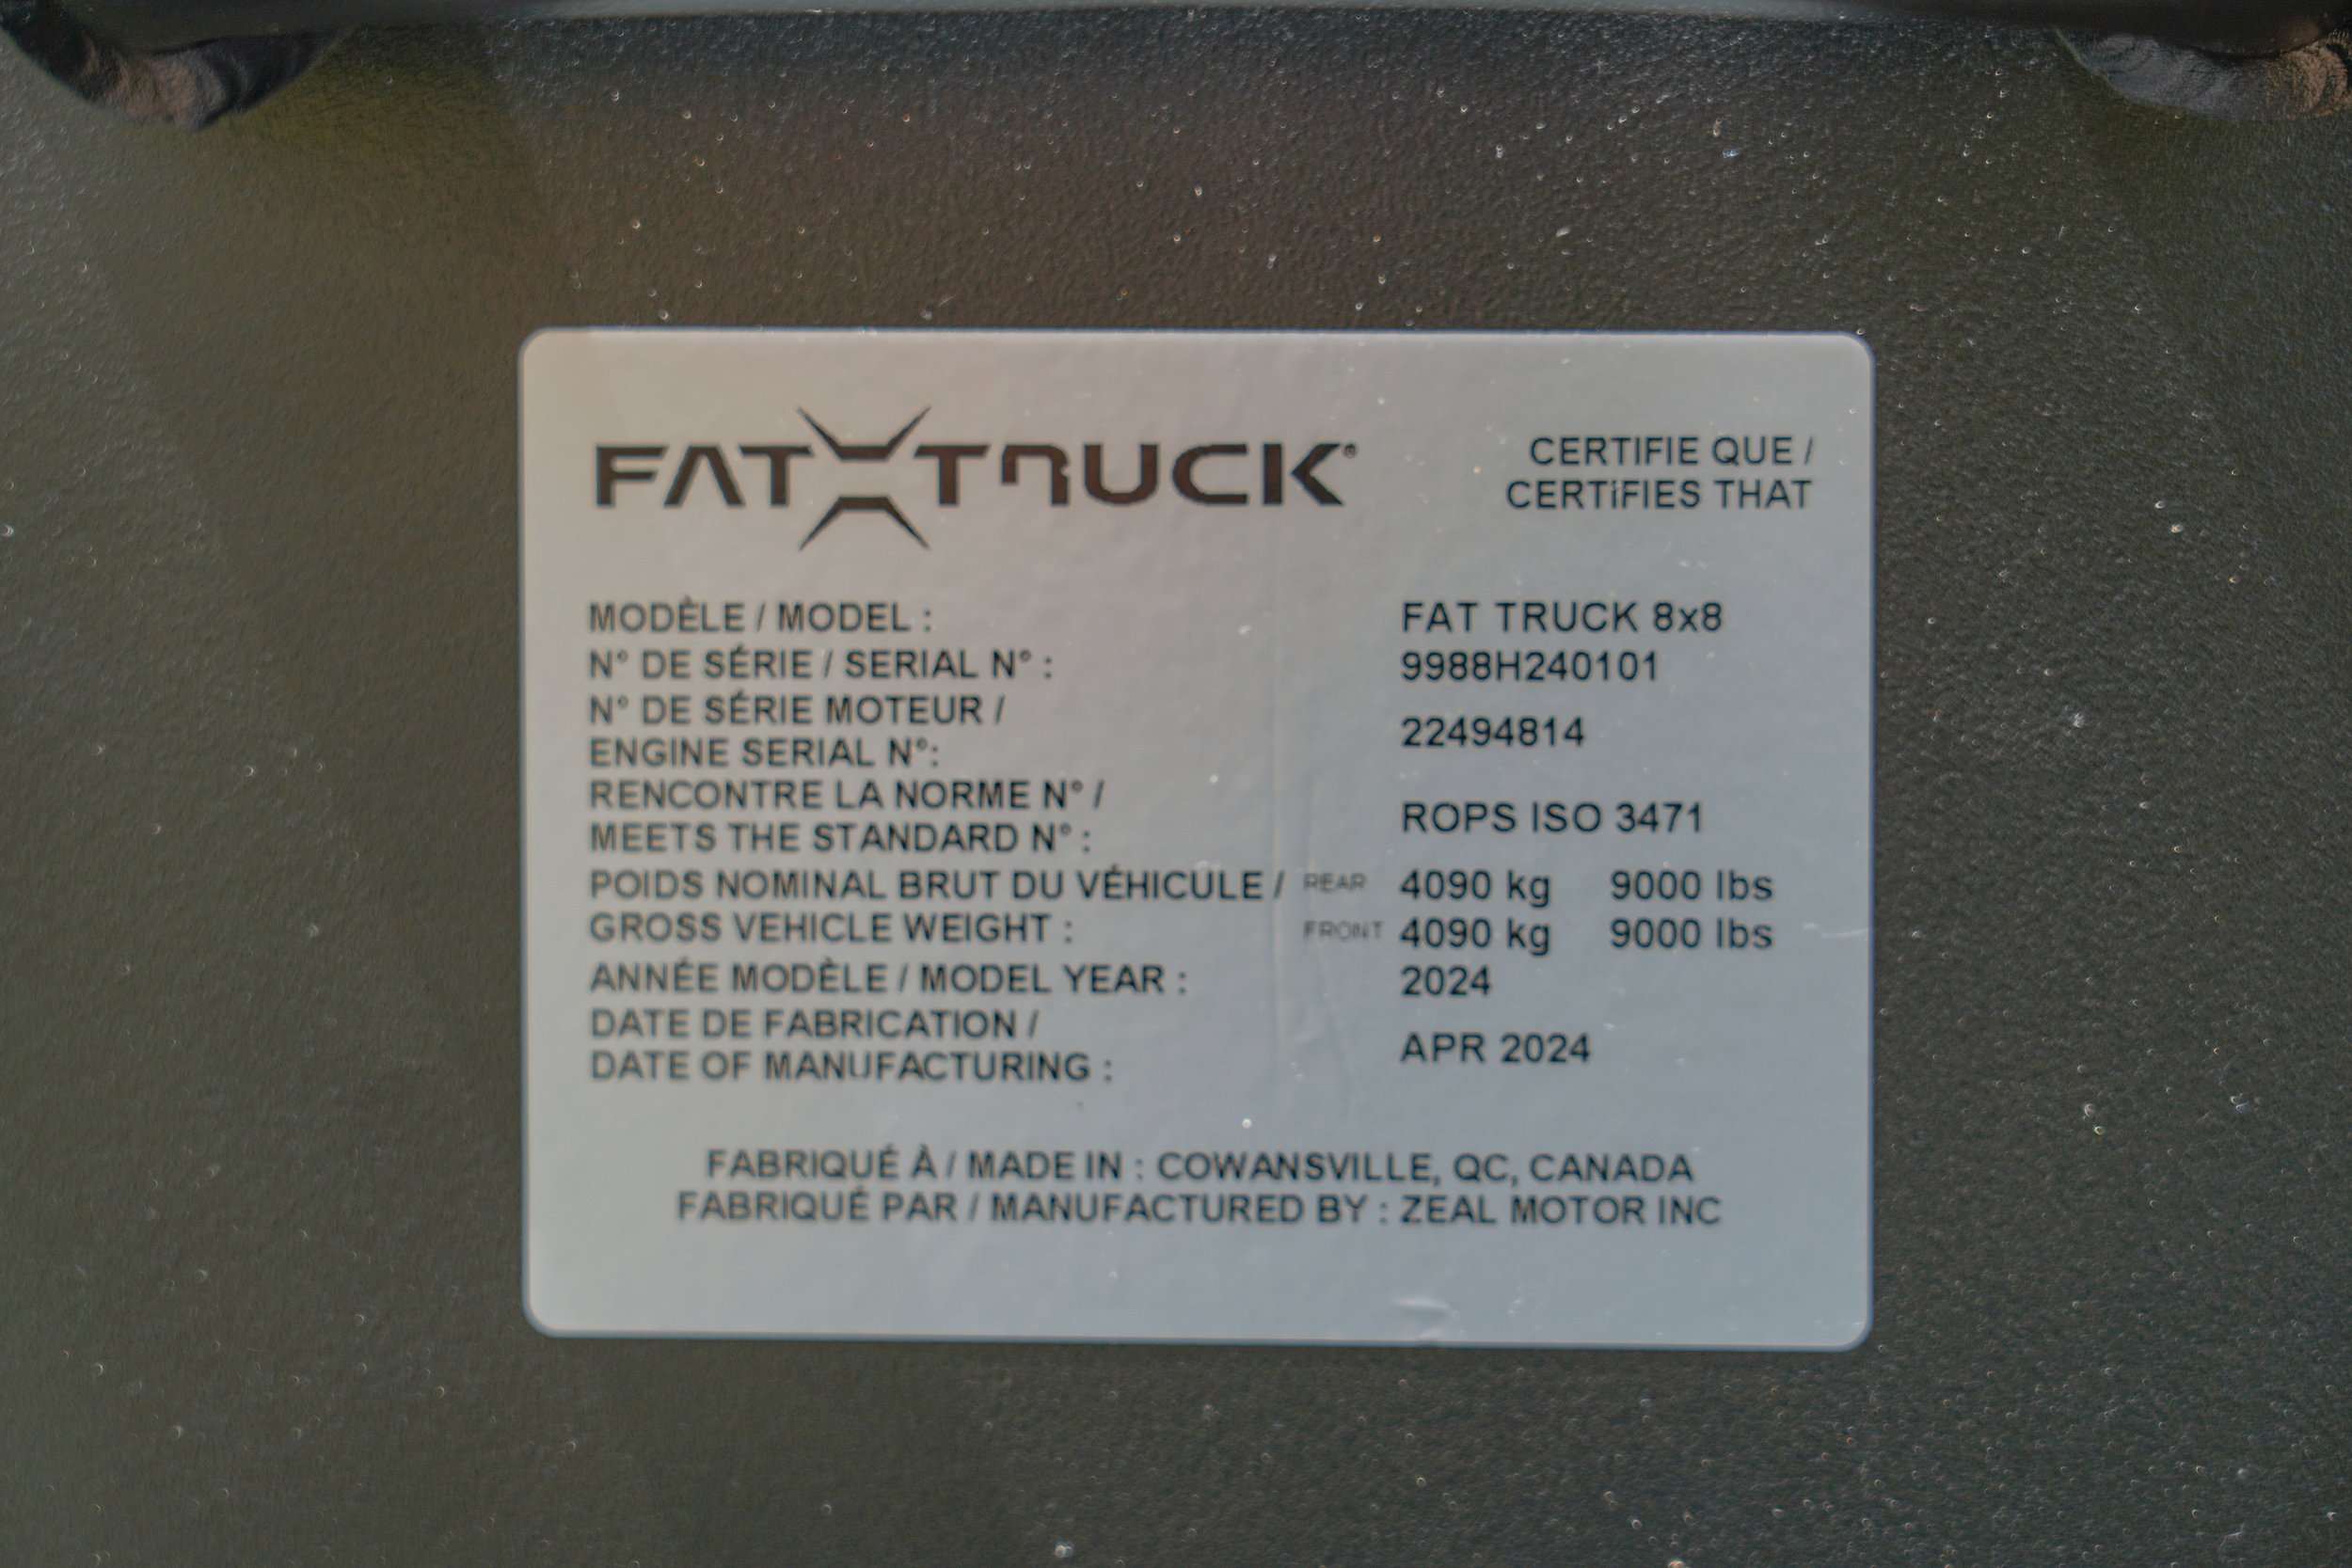 FAT TRUCK®
CERTIFIE QUE /
CERTIFIES THAT
MODÈLE / MODEL : FAT TRUCK 8x8
N° DE SÉRIE / SERIAL N° : 9988H240101
N° DE SÉRIE MOTEUR /
ENGINE SERIAL N°: 22494814
RENCONTRE LA NORME N° /
MEETS THE STANDARD N° : ROPS ISO 3471
POIDS NOMINAL BRUT DU VÉHICULE / REAR 4090 kg 9000 lbs
GROSS VEHICLE WEIGHT : FRONT 4090 kg 9000 lbs
ANNÉE MODÈLE / MODEL YEAR : 2024
DATE DE FABRICATION /
DATE OF MANUFACTURING : APR 2024
FABRIQUÉ À / MADE IN : COWANSVILLE, QC, CANADA
FABRIQUÉ PAR / MANUFACTURED BY : ZEAL MOTOR INC